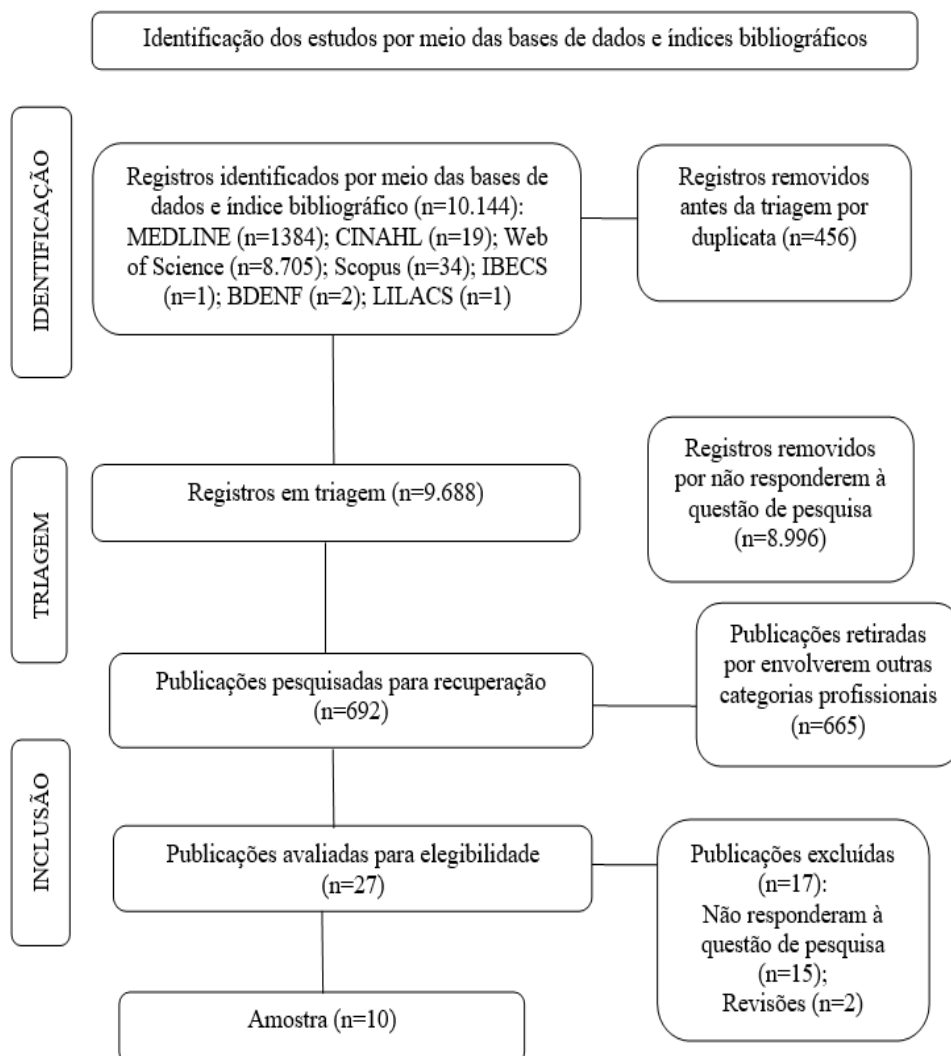 Identificação dos estudos por meio das bases de dados e índices bibliográficos
IDENTIFICAÇÃO
Registros identificados por meio das bases de
dados e índice bibliográfico (n=10.144):
MEDLINE (n=1384); CINAHL (n=19); Web
of Science (n=8.705); Scopus (n=34); IBECS
(n=1); BDENF (n=2); LILACS (n=1)
Registros removidos
antes da triagem por
duplicata (n=456)
TRIAGEM
Registros em triagem (n=9.688)
Registros removidos
por não responderem à
questão de pesquisa
(n=8.996)
Publicações pesquisadas para recuperação
(n=692)
Publicações retiradas
por envolverem outras
categorias profissionais
(n=665)
INCLUSÃO
Publicações avaliadas para elegibilidade
(n=27)
Publicações excluídas
(n=17):
Não responderam à
questão de pesquisa
(n=15);
Revisões (n=2)
Amostra (n=10)